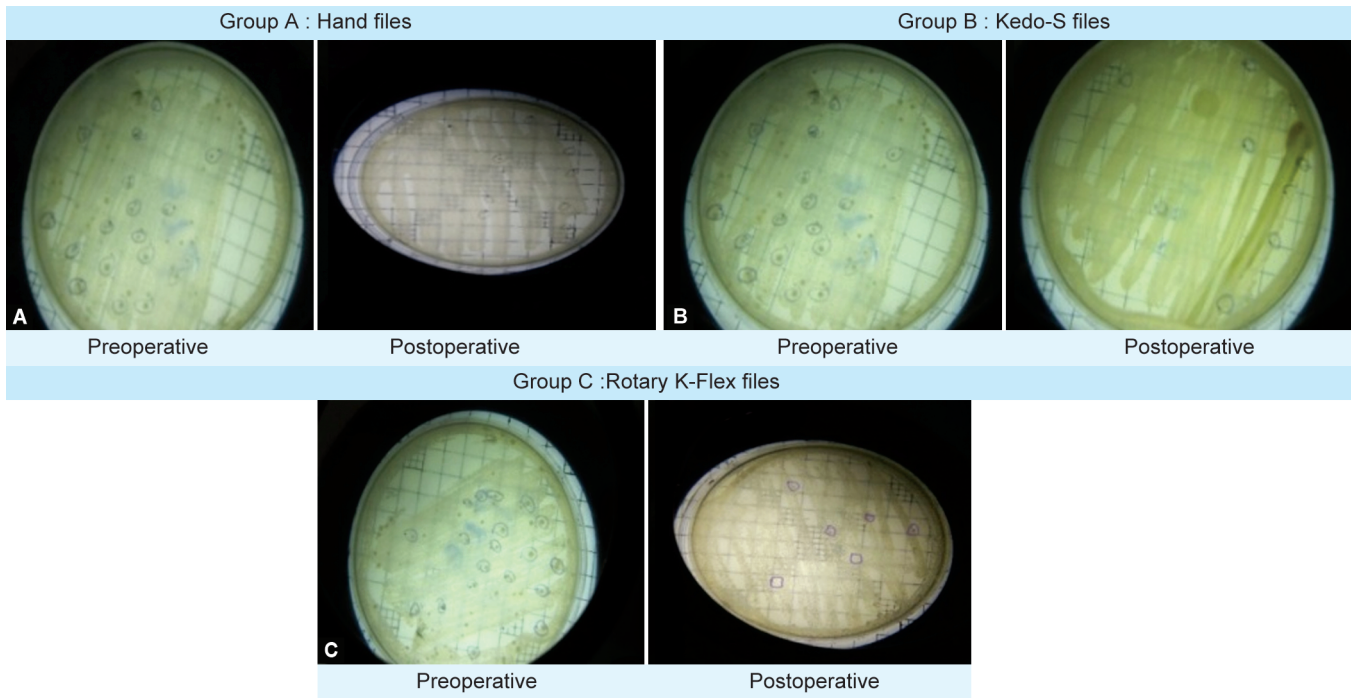 Group A : Hand files
Group B : Kedo-S files
A
B
Preoperative
Postoperative
Preoperative
Postoperative
Group C :Rotary K-Flex files
C
Preoperative
Postoperative